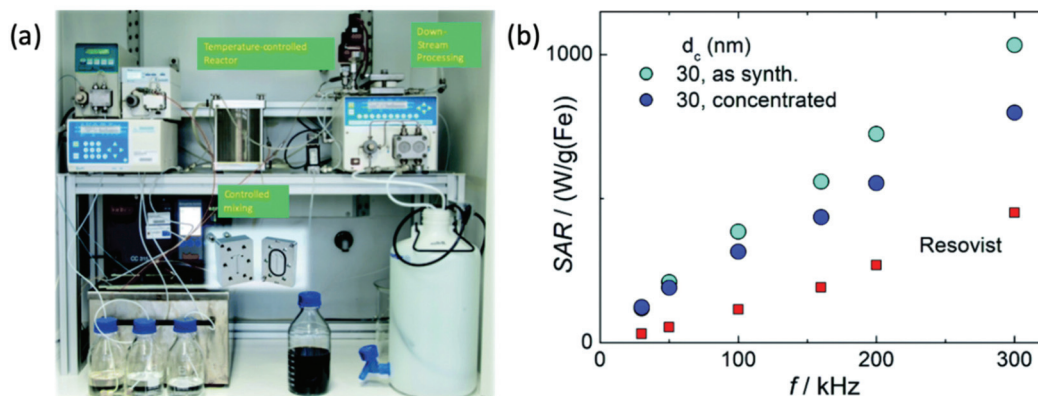 (a)
Temperature-controlled
Reactor
Down-
Stream
Processing
Controlled
mixing
(b)
SAR / (W/g(Fe))
1000
0
d_c (nm)
30, as synth.
30, concentrated
Resovist
0
100
200
300
f / kHz